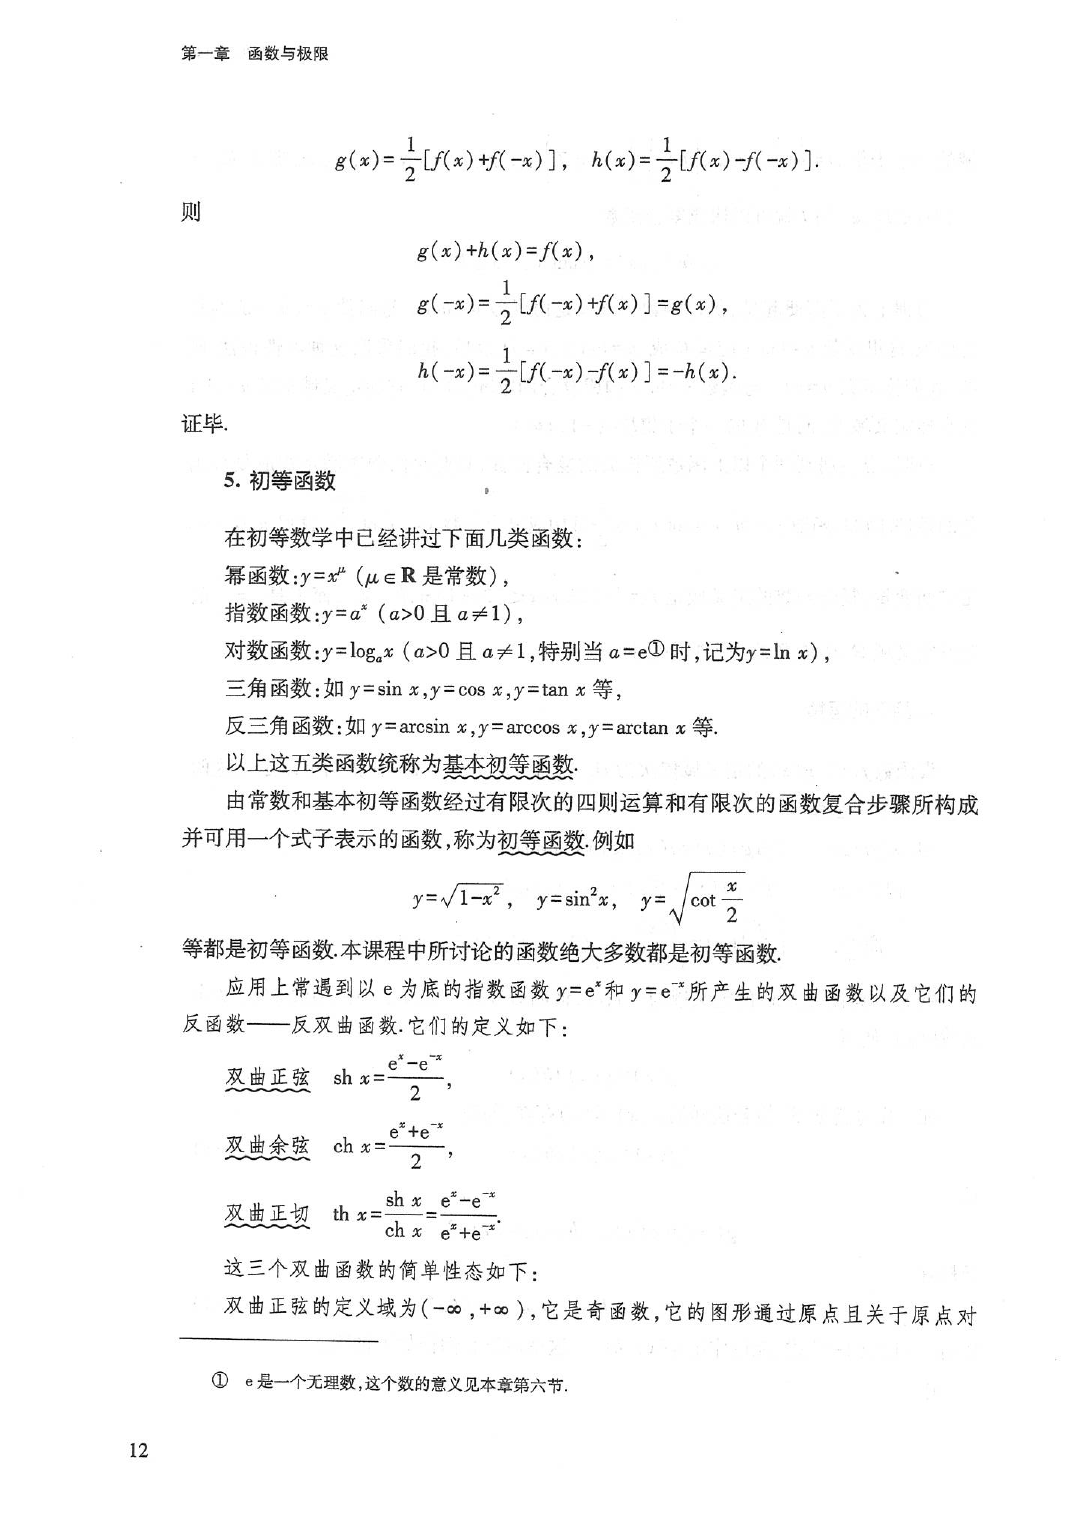 第一章 函数与极限
g(x)=\frac{1}{2}[f(x)+f(-x)], h(x)=\frac{1}{2}[f(x)-f(-x)].
则
g(x)+h(x)=f(x),
g(-x)=\frac{1}{2}[f(-x)+f(x)]=g(x),
h(-x)=\frac{1}{2}[f(-x)-f(x)]=-h(x).
证毕.
5. 初等函数
在初等数学中已经讲过下面几类函数:
幂函数:y=x^μ (μ∈R 是常数),
指数函数:y=a^x (a>0 且 a≠1),
对数函数:y=log_a x (a>0 且 a≠1,特别当 a=e① 时,记为y=ln x),
三角函数:如 y=sin x,y=cos x,y=tan x 等,
反三角函数:如 y=arcsin x,y=arccos x,y=arctan x 等.
以上这五类函数统称为基本初等函数.
由常数和基本初等函数经过有限次的四则运算和有限次的函数复合步骤所构成
并可用一个式子表示的函数,称为初等函数.例如
y=\sqrt{1-x^2}, y=sin^2 x, y=\sqrt{cot \frac{x}{2}}
等都是初等函数.本课程中所讨论的函数绝大多数都是初等函数.
应用上常遇到以 e 为底的指数函数 y=e^x 和 y=e^{-x} 所产生的双曲函数以及它们的
反函数——反双曲函数.它们的定义如下:
双曲正弦 sh x=\frac{e^x-e^{-x}}{2},
双曲余弦 ch x=\frac{e^x+e^{-x}}{2},
双曲正切 th x=\frac{sh x}{ch x}=\frac{e^x-e^{-x}}{e^x+e^{-x}}.
这三个双曲函数的简单性态如下:
双曲正弦的定义域为(-∞,+∞),它是奇函数,它的图形通过原点且关于原点对
① e 是一个无理数,这个数的意义见本章第六节.
12